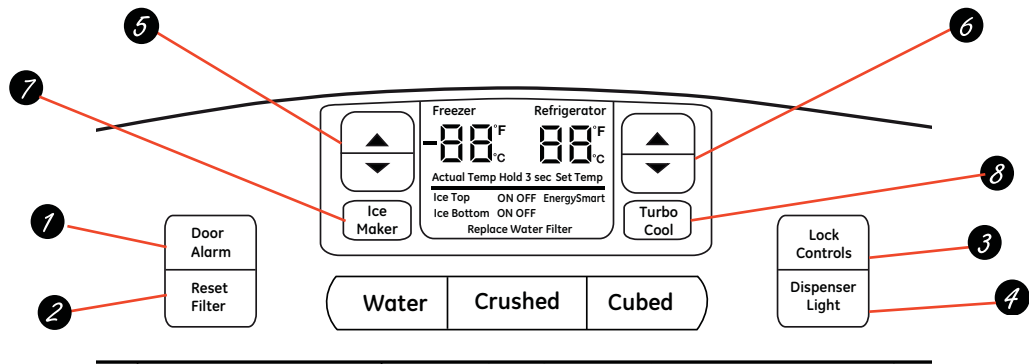 5
6
7
Freezer Refrigerator
-88°F 88°F
°C °C
Actual Temp Hold 3 sec Set Temp
Ice Top ON OFF EnergySmart
Ice Bottom ON OFF
Replace Water Filter
Ice
Maker
Turbo
Cool
8
1
Door
Alarm
Reset
Filter
2
Lock
Controls
3
Dispenser
Light
4
Water Crushed Cubed